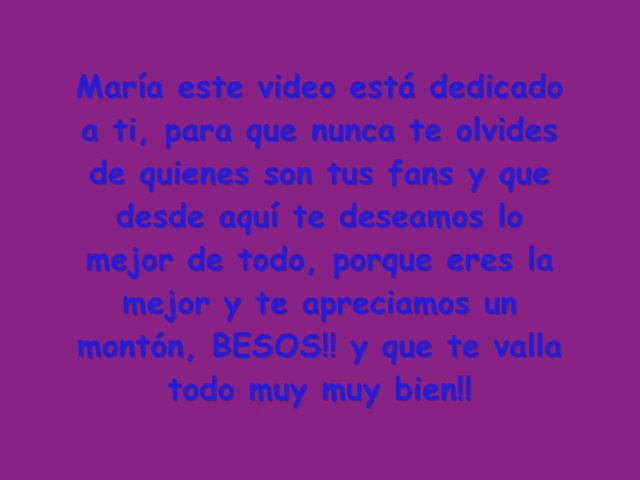 María este video está dedicado
a ti, para que nunca te olvides
de quienes son tus fans y que
desde aquí te deseamos lo
mejor de todo, porque eres la
mejor y te apreciamos un
montón, BESOS!! y que te valla
todo muy muy bien!!